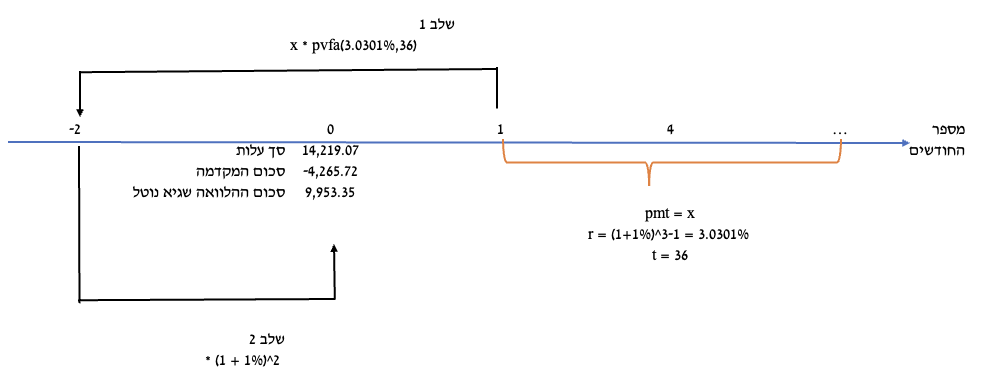 שלב 1
x * pvfa(3.0301%,36)
-2
0
1
4
...
מספר
החודשים
סך עלות 14,219.07
סכום המקדמה -4,265.72
סכום ההלוואה שגיא נוטל 9,953.35
pmt = x
r = (1+1%)^3-1 = 3.0301%
t = 36
שלב 2
* (1 + 1%)^2